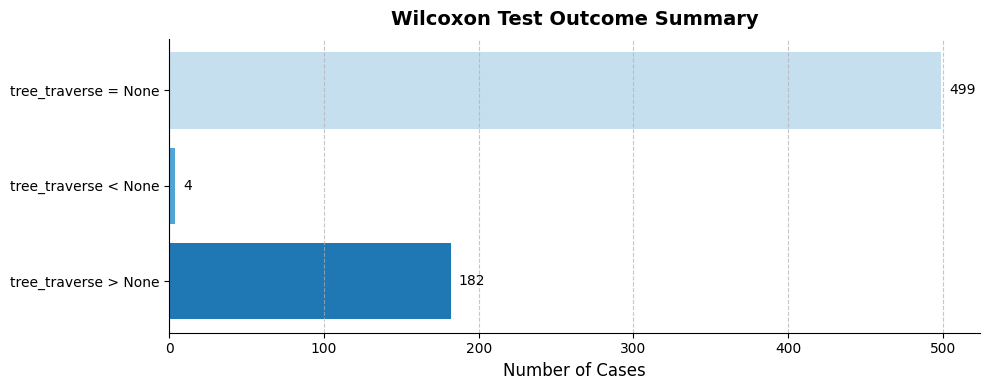 Wilcoxon Test Outcome Summary
tree_traverse = None
499
tree_traverse < None
4
tree_traverse > None
182
0 100 200 300 400 500
Number of Cases